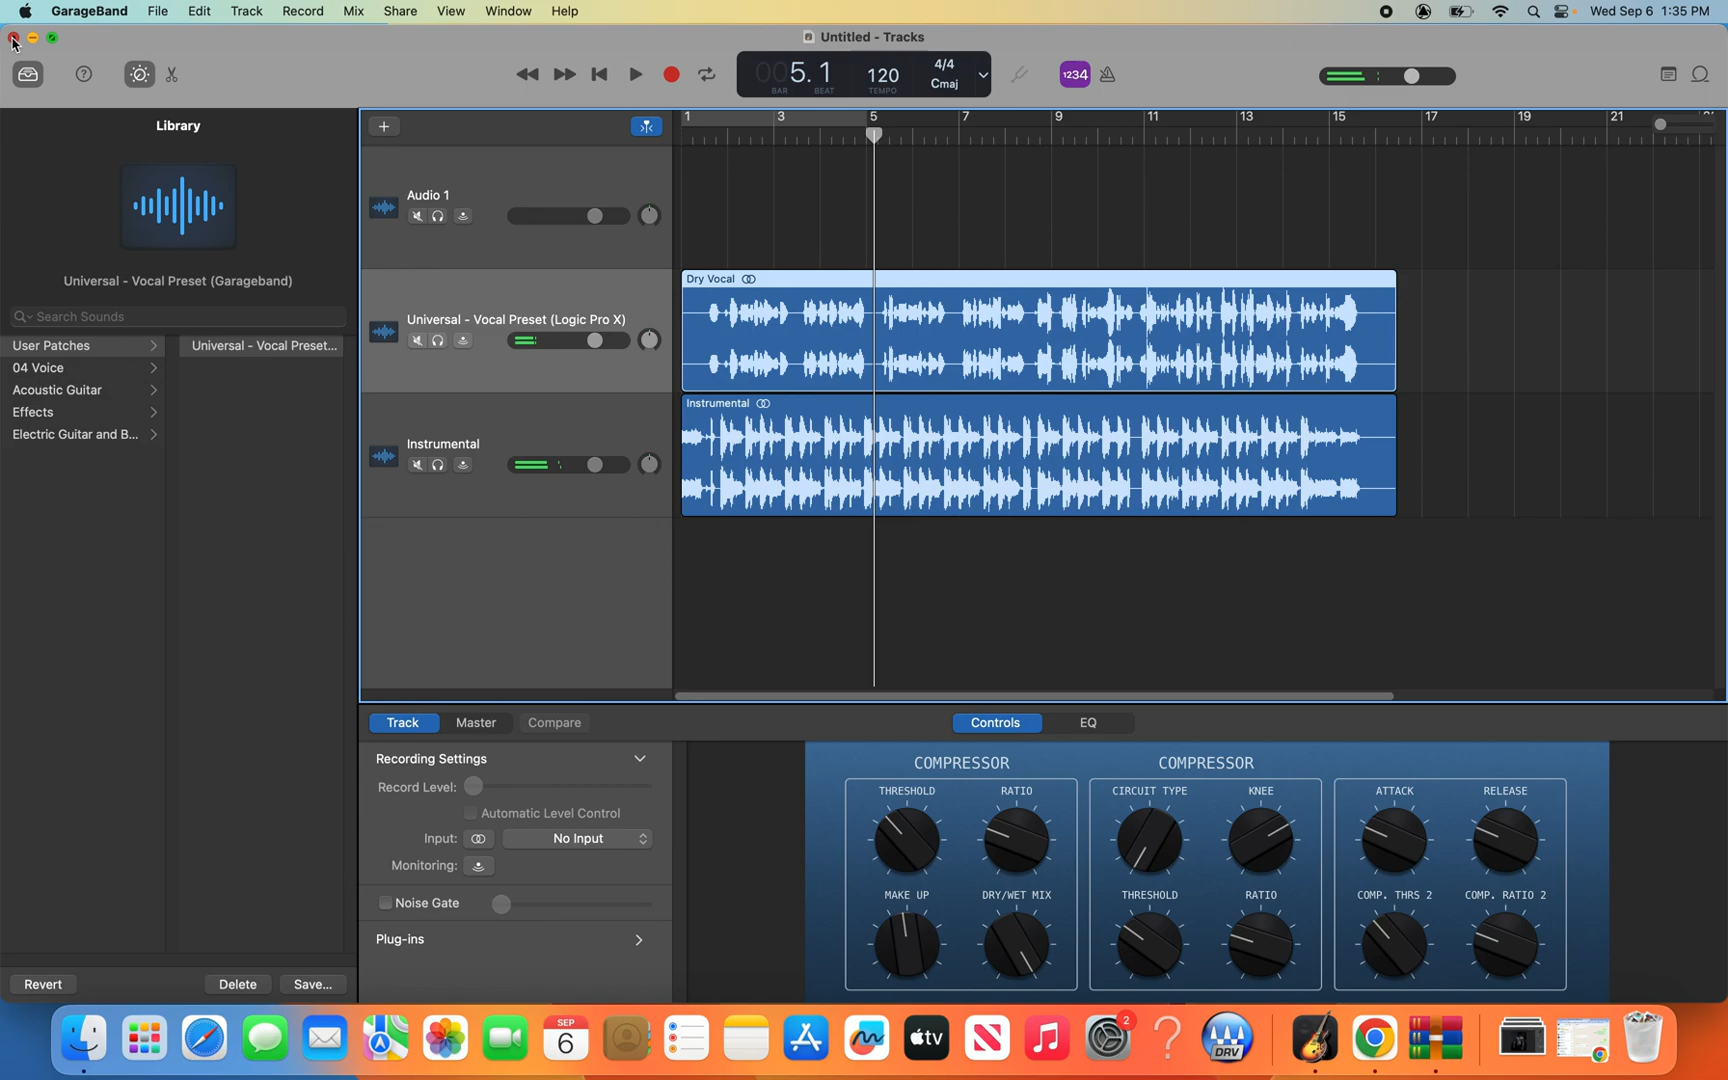 GarageBand File Edit Track Record Mix Share View Window Help Wed Sep 6 1:35 PM
Untitled - Tracks
005. 1 120 4/4 Cmaj
BAR BEAT TEMPO
1234
Library
Universal - Vocal Preset (Garageband)
Search Sounds
User Patches
04 Voice
Acoustic Guitar
Effects
Electric Guitar and B...
Universal - Vocal Preset...
Revert Delete Save...
1 3 5 7 9 11 13 15 17 19 21
Audio 1
Universal - Vocal Preset (Logic Pro X)
Dry Vocal
Instrumental
Instrumental
Track Master Compare Controls EQ
Recording Settings
Record Level:
Automatic Level Control
Input: No Input
Monitoring:
Noise Gate
Plug-ins
COMPRESSOR COMPRESSOR
THRESHOLD RATIO CIRCUIT TYPE KNEE ATTACK RELEASE
MAKE UP DRY/WET MIX THRESHOLD RATIO COMP. THRS 2 COMP. RATIO 2
SEP
6
tv
2
DRV